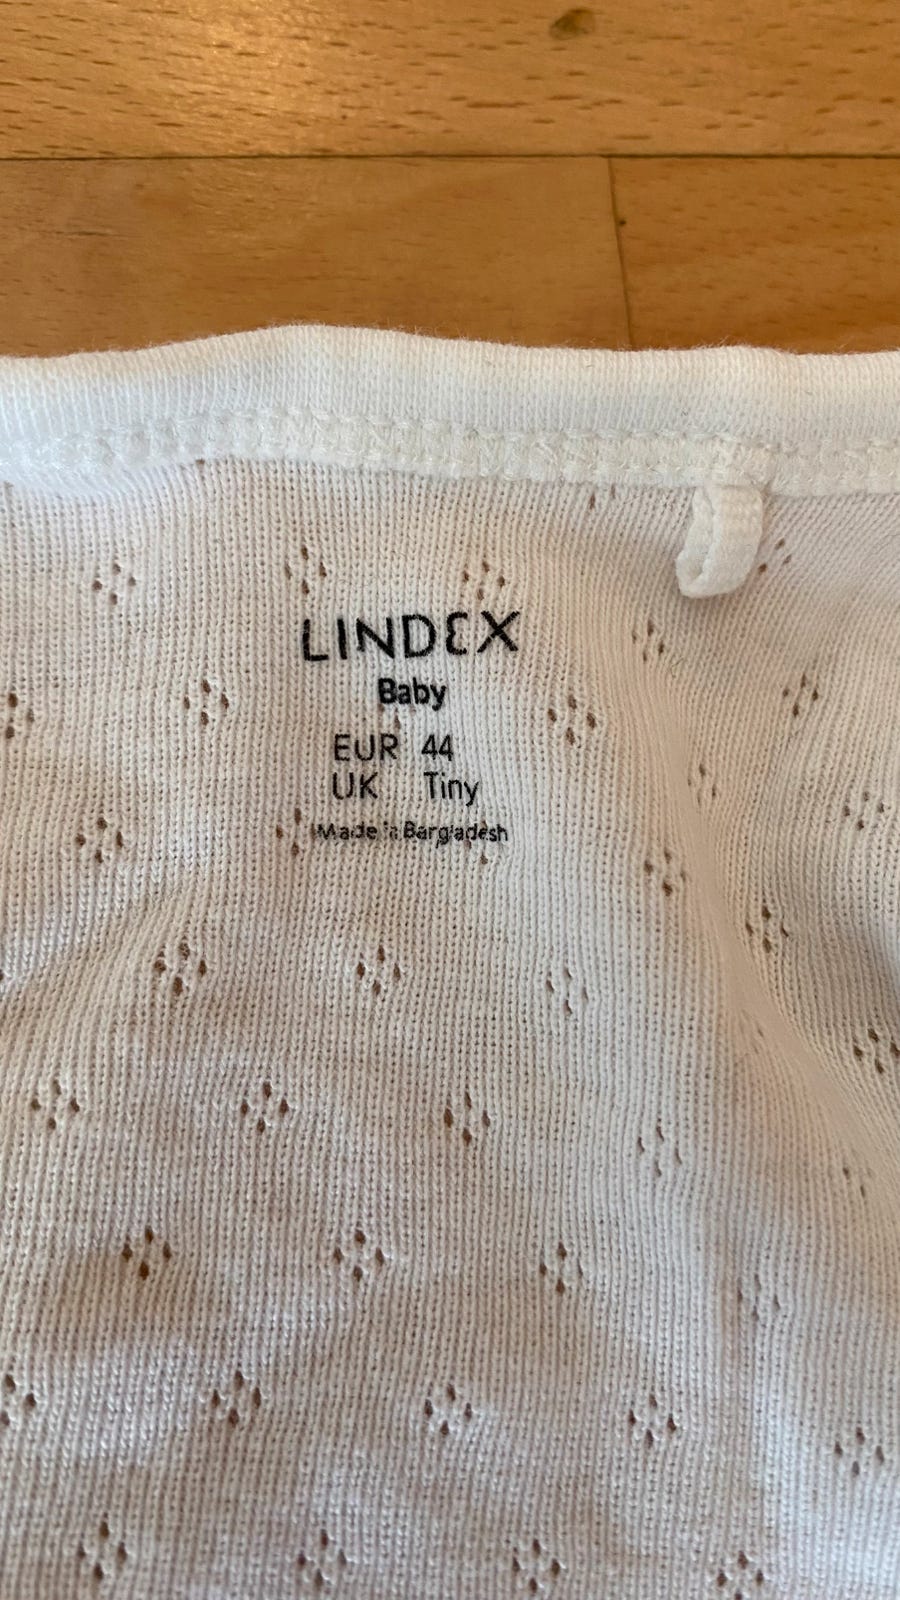 LINDEX
Baby
EUR 44
UK Tiny
Made in Bangladesh